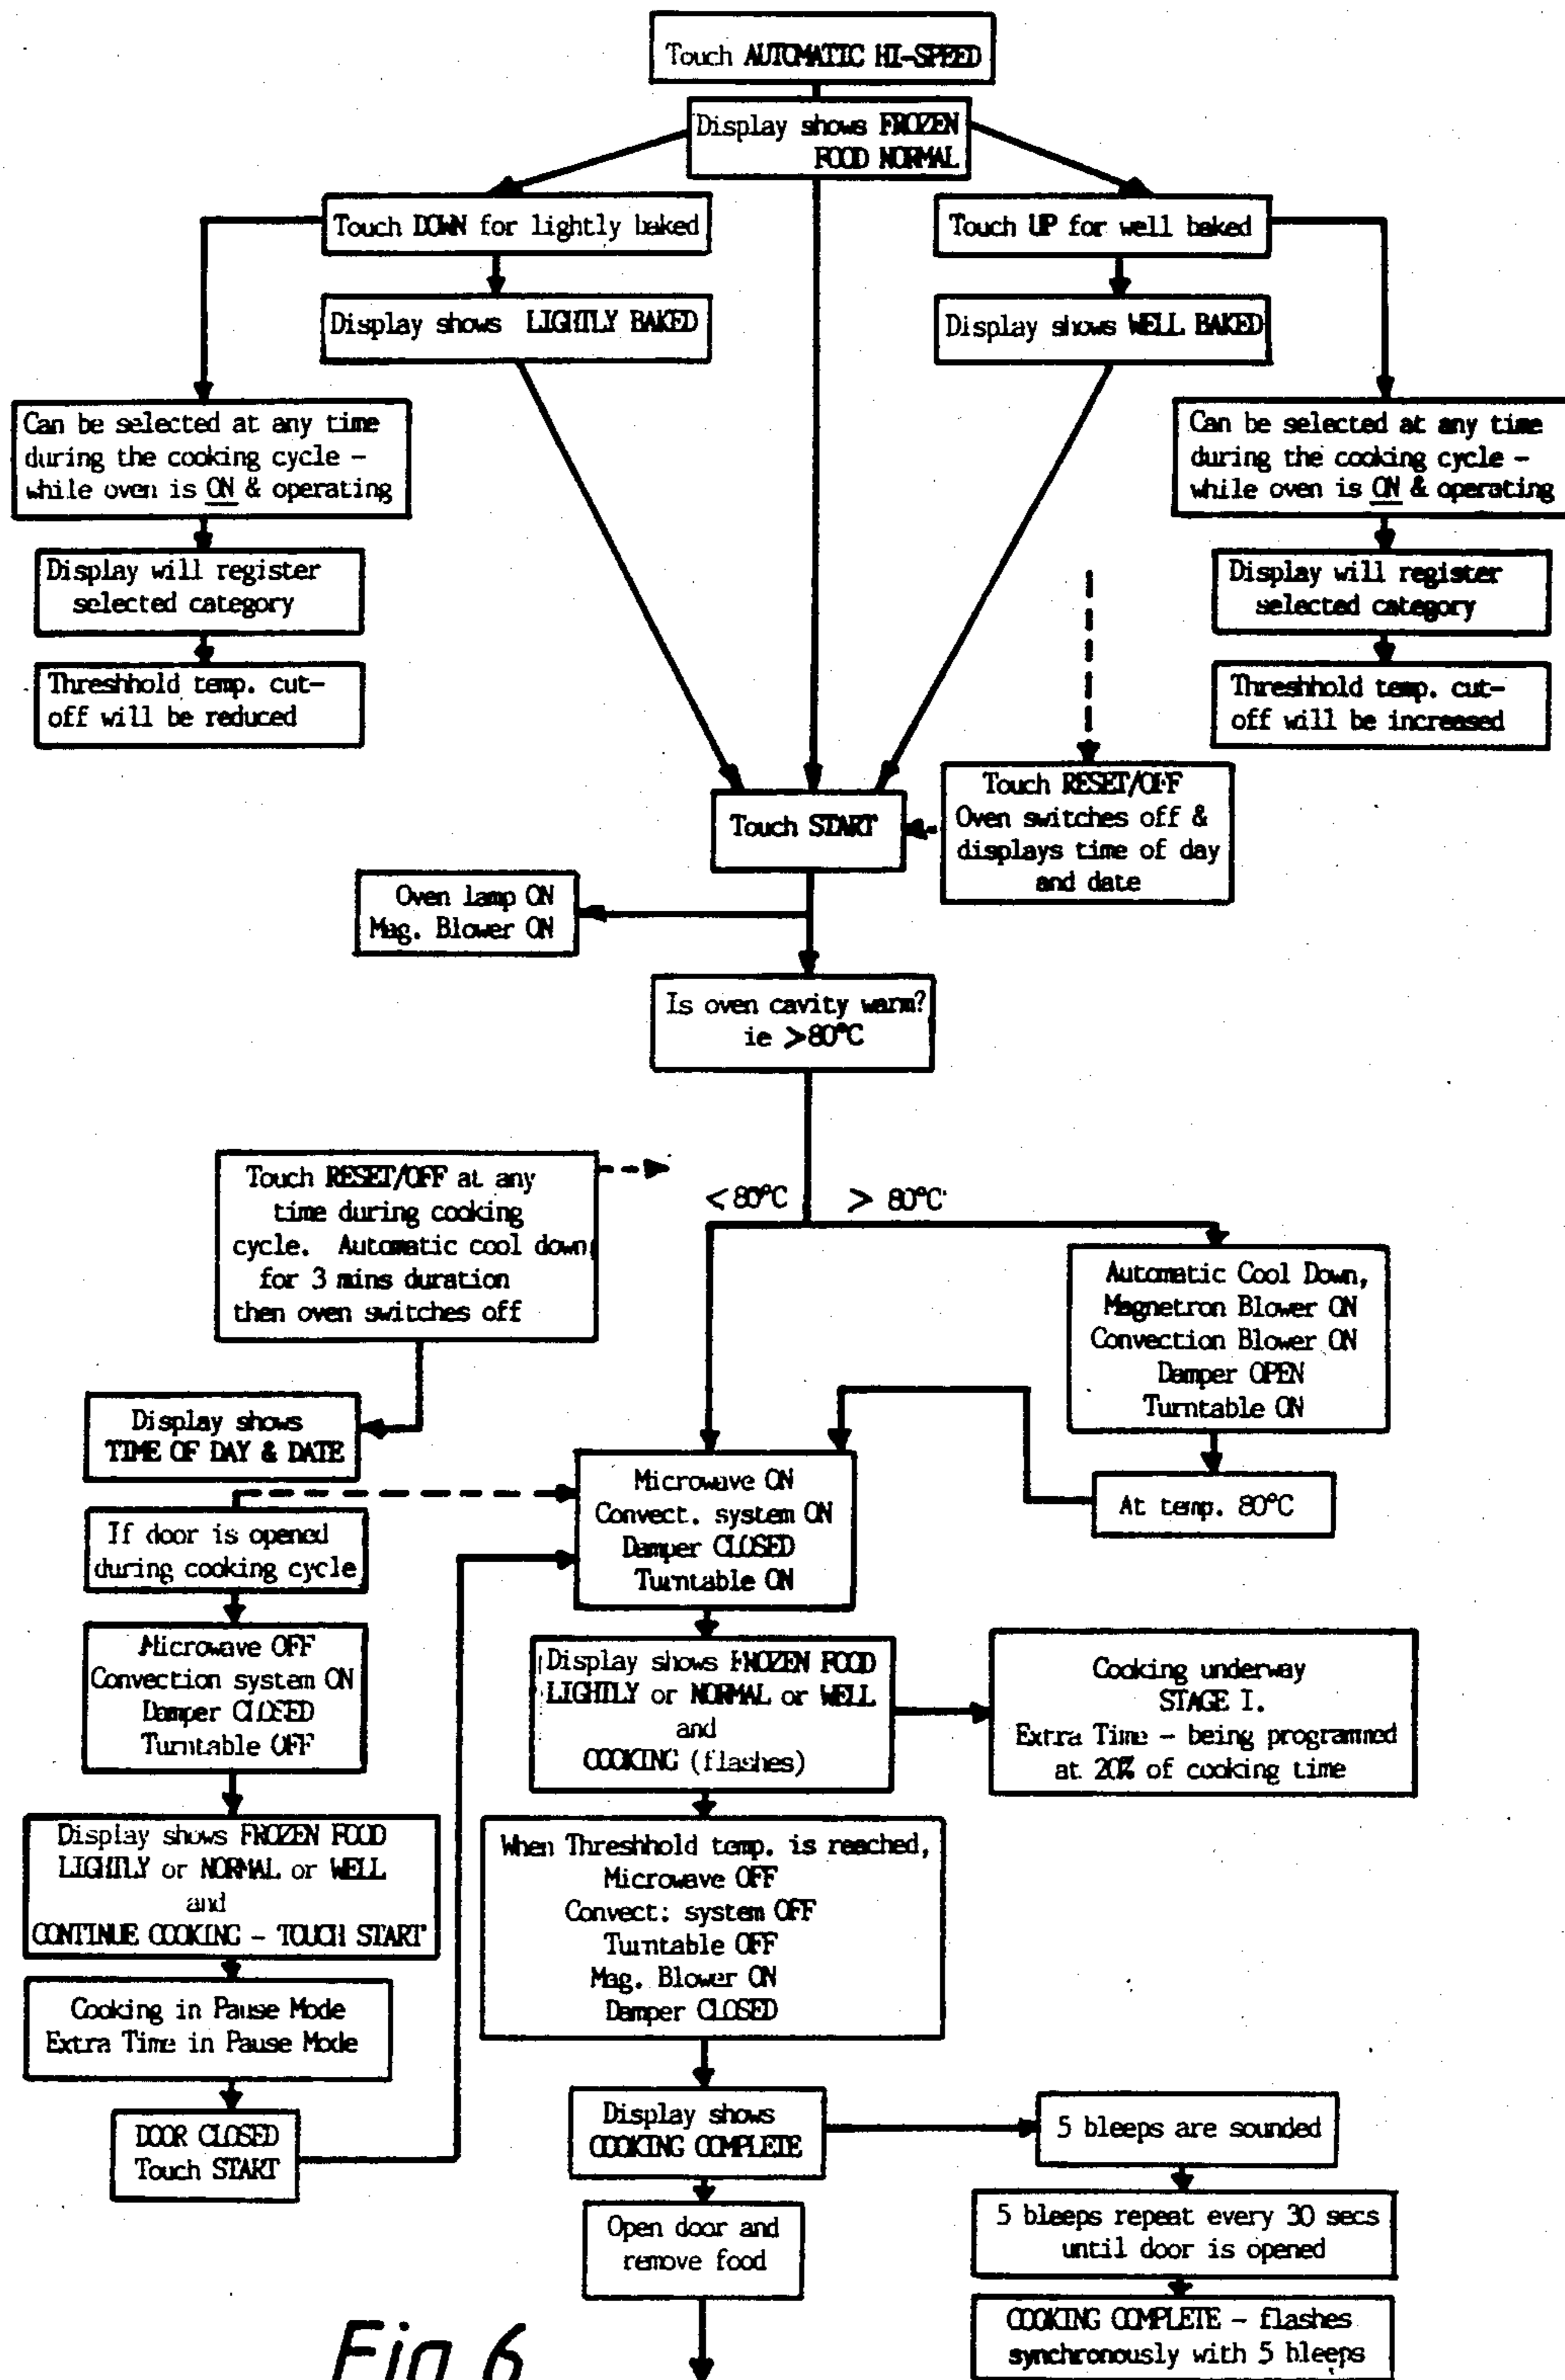 Touch AUTOMATIC HI-SPEED
Display shows FROZEN
FOOD NORMAL
Touch DOWN for lightly baked
Touch UP for well baked
Display shows LIGHTLY BAKED
Display shows WELL BAKED
Can be selected at any time
during the cooking cycle -
while oven is ON & operating
Can be selected at any time
during the cooking cycle -
while oven is ON & operating
Display will register
selected category
Display will register
selected category
Threshhold temp. cut-
off will be reduced
Threshhold temp. cut-
off will be increased
Touch START
Touch RESET/OFF
Oven switches off &
displays time of day
and date
Oven lamp ON
Mag. Blower ON
Is oven cavity warm?
ie >80°C
Touch RESET/OFF at any
time during cooking
cycle. Automatic cool down
for 3 mins duration
then oven switches off
< 80°C
> 80°C
Automatic Cool Down,
Magnetron Blower ON
Convection Blower ON
Damper OPEN
Turntable ON
Display shows
TIME OF DAY & DATE
At temp. 80°C
Microwave ON
Convect. system ON
Damper CLOSED
Turntable ON
If door is opened
during cooking cycle
Microwave OFF
Convection system ON
Damper CLOSED
Turntable OFF
Display shows FROZEN FOOD
LIGHTLY or NORMAL or WELL
and
COOKING (flashes)
Cooking underway
STAGE I.
Extra Time - being programmed
at 20% of cooking time
Display shows FROZEN FOOD
LIGHTLY or NORMAL or WELL
and
CONTINUE COOKING - TOUCH START
When Threshhold temp. is reached,
Microwave OFF
Convect: system OFF
Turntable OFF
Mag. Blower ON
Damper CLOSED
Cooking in Pause Mode
Extra Time in Pause Mode
DOOR CLOSED
Touch START
Display shows
COOKING COMPLETE
5 bleeps are sounded
Open door and
remove food
5 bleeps repeat every 30 secs
until door is opened
COOKING COMPLETE - flashes
synchronously with 5 bleeps
Fig 6